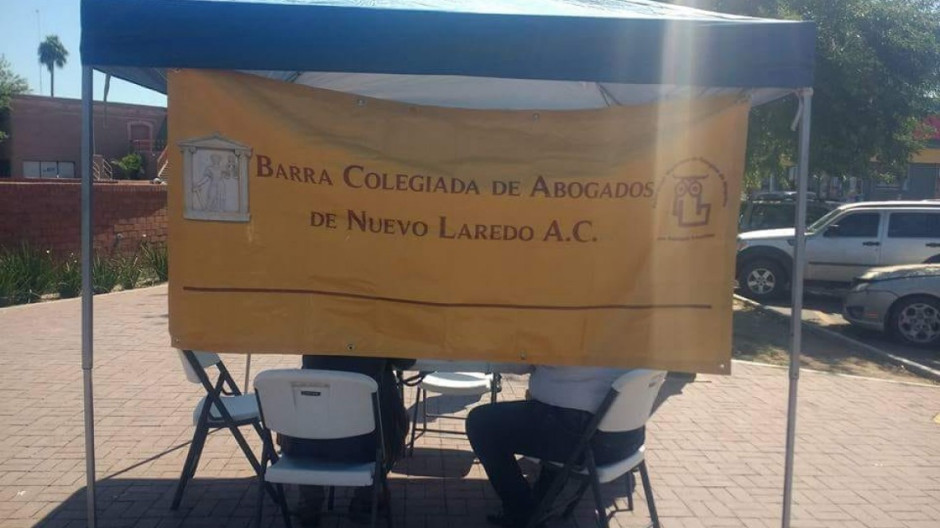 BARRA COLEGIADA DE ABOGADOS
DE NUEVO LAREDO A.C.